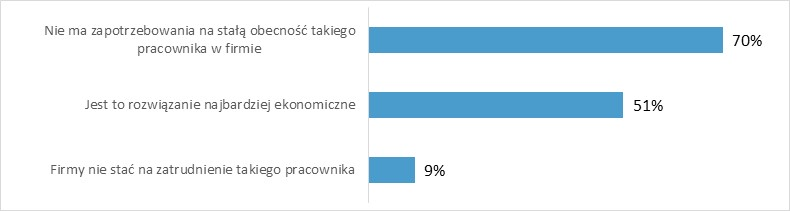 Nie ma zapotrzebowania na stałą obecność takiego
pracownika w firmie
70%
Jest to rozwiązanie najbardziej ekonomiczne
51%
Firmy nie stać na zatrudnienie takiego pracownika
9%